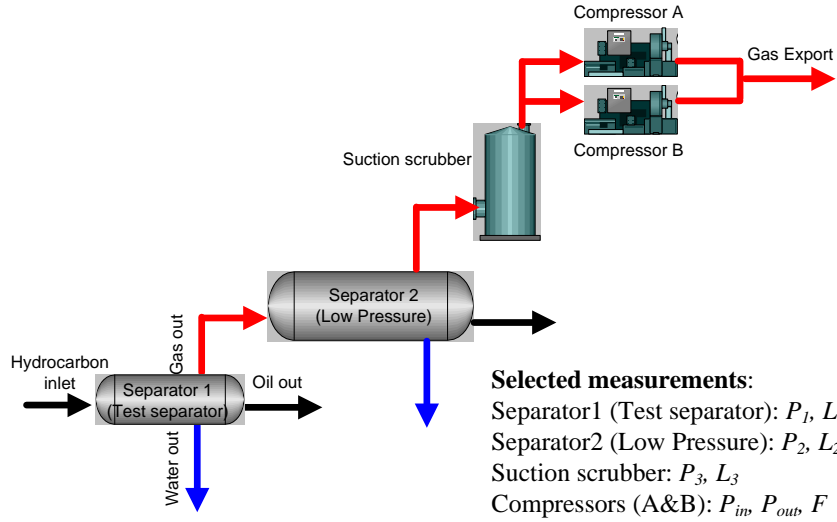 Compressor A
Gas Export
Compressor B
Suction scrubber
Separator 2
(Low Pressure)
Gas out
Hydrocarbon
inlet
Separator 1
(Test separator)
Oil out
Water out
Selected measurements:
Separator1 (Test separator): P1, L
Separator2 (Low Pressure): P2, L2
Suction scrubber: P3, L3
Compressors (A&B): Pin, Pout, F